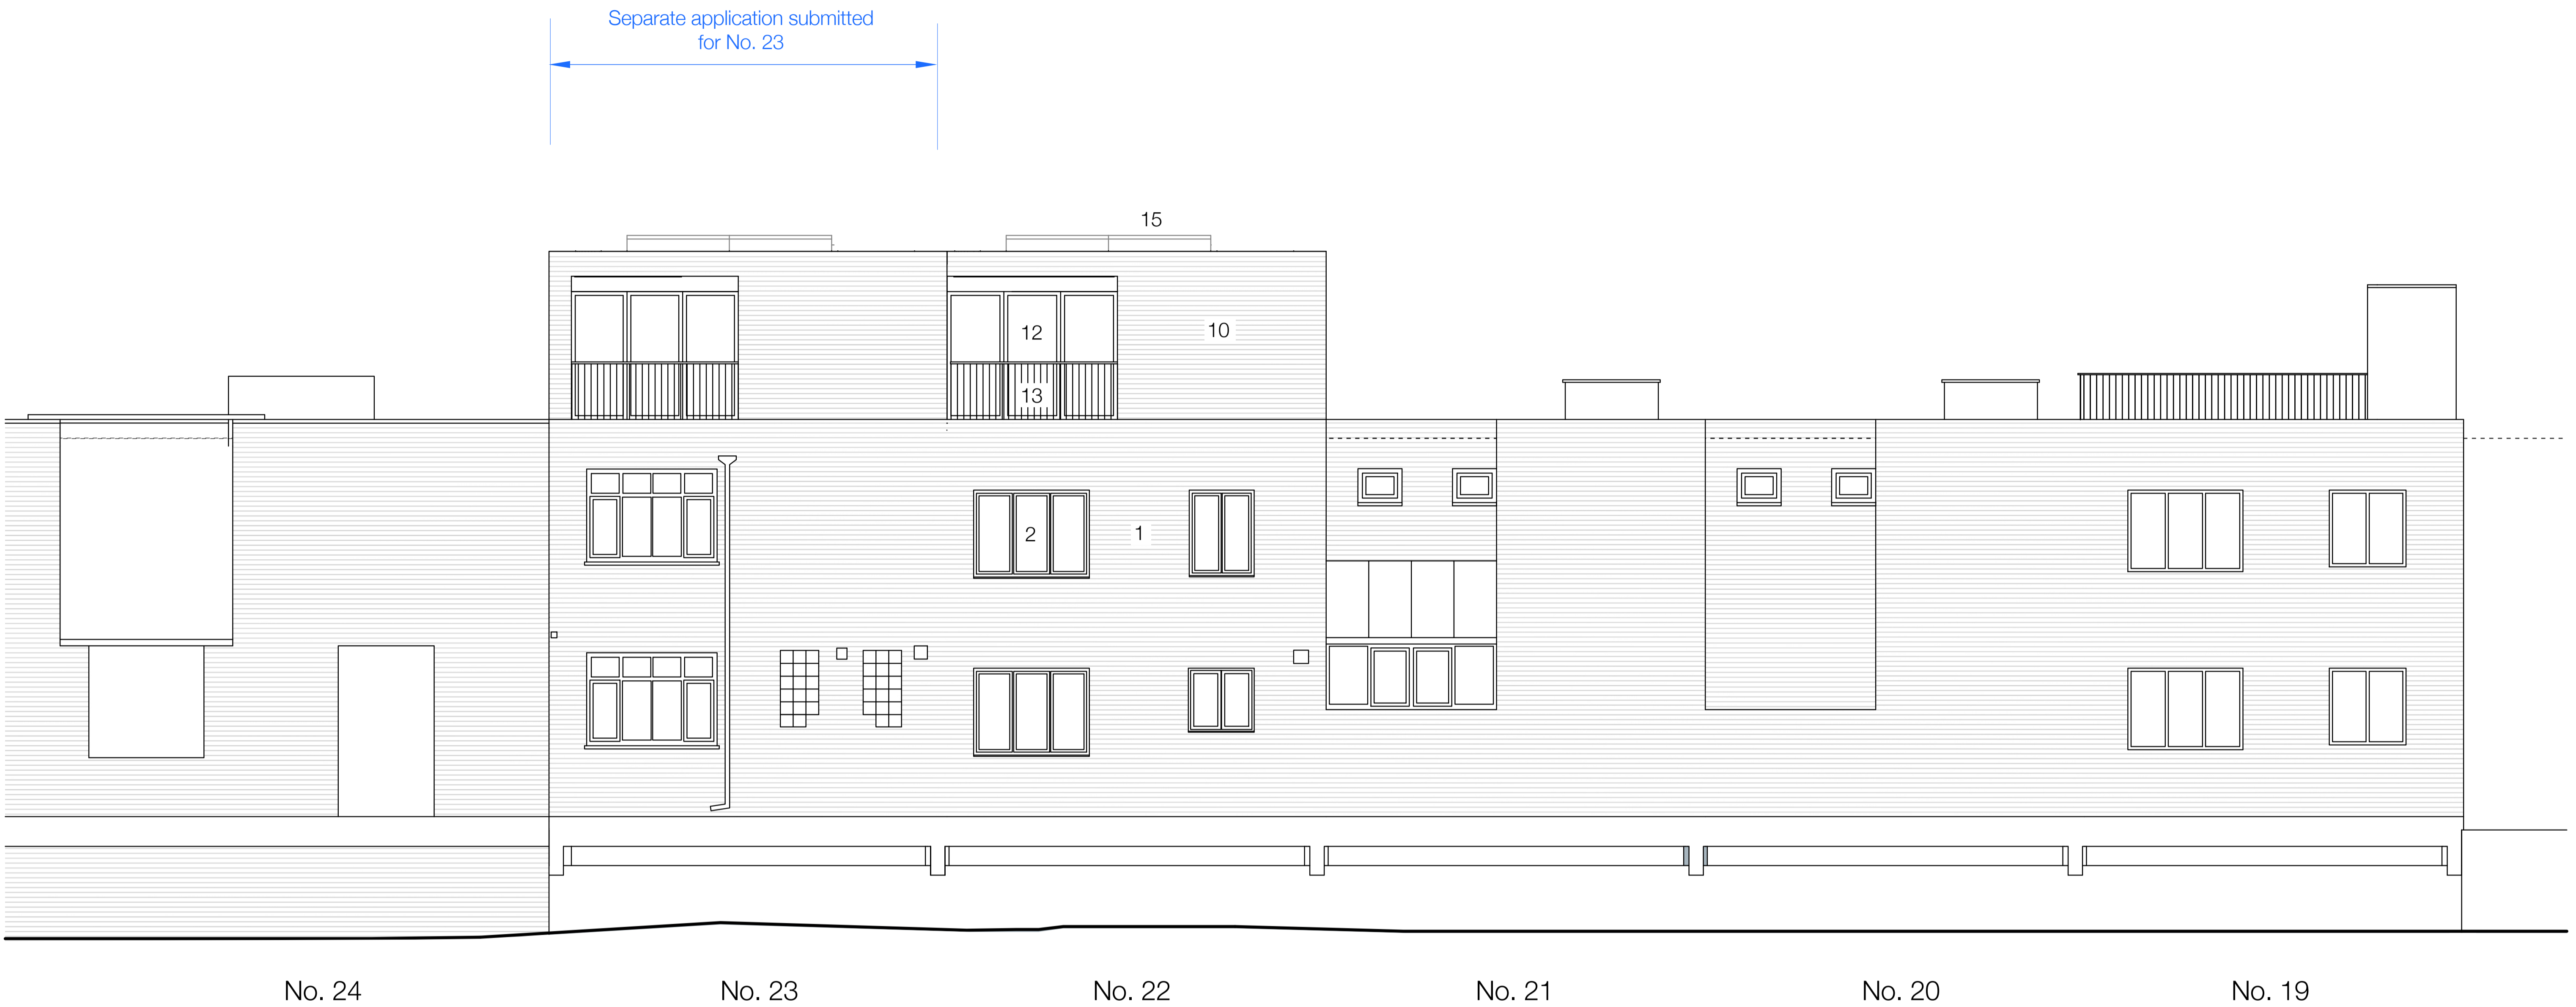 Separate application submitted
for No. 23
15
12
10
13
2
1
No. 24
No. 23
No. 22
No. 21
No. 20
No. 19